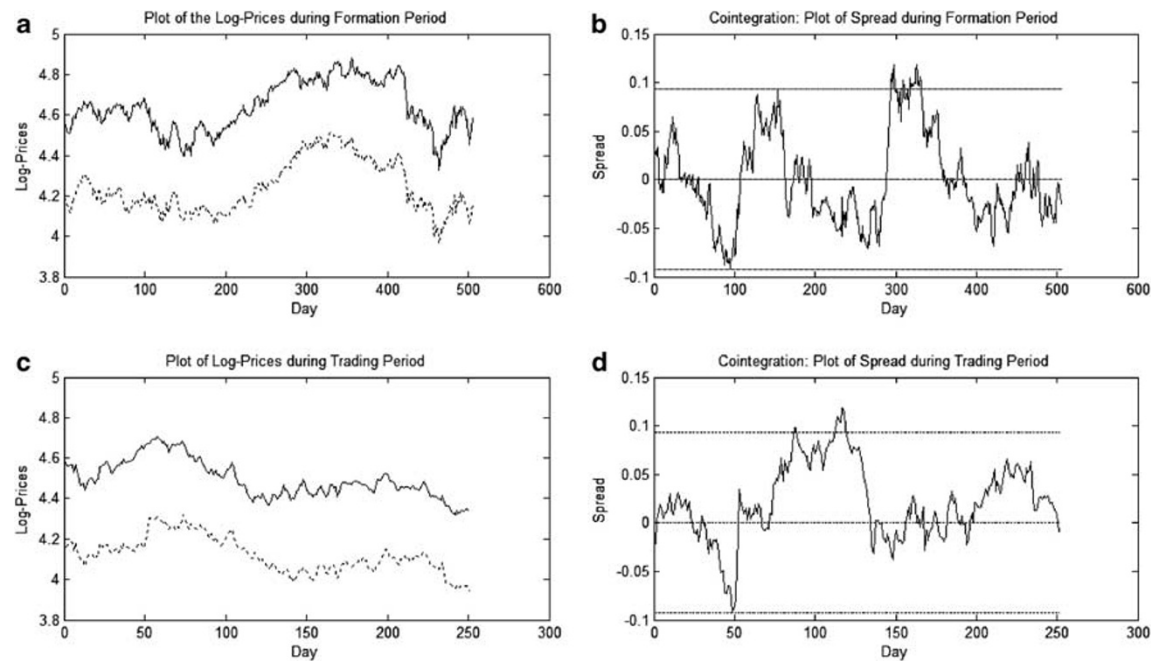 a
Plot of the Log-Prices during Formation Period
5
4.8
4.6
4.4
4.2
4
3.8
Log-Prices
0 100 200 300 400 500 600
Day
b
Cointegration: Plot of Spread during Formation Period
0.15
0.1
0.05
0
-0.05
-0.1
Spread
0 100 200 300 400 500 600
Day
c
Plot of Log-Prices during Trading Period
5
4.8
4.6
4.4
4.2
4
3.8
Log-Prices
0 50 100 150 200 250 300
Day
d
Cointegration: Plot of Spread during Trading Period
0.15
0.1
0.05
0
-0.05
-0.1
Spread
0 50 100 150 200 250 300
Day